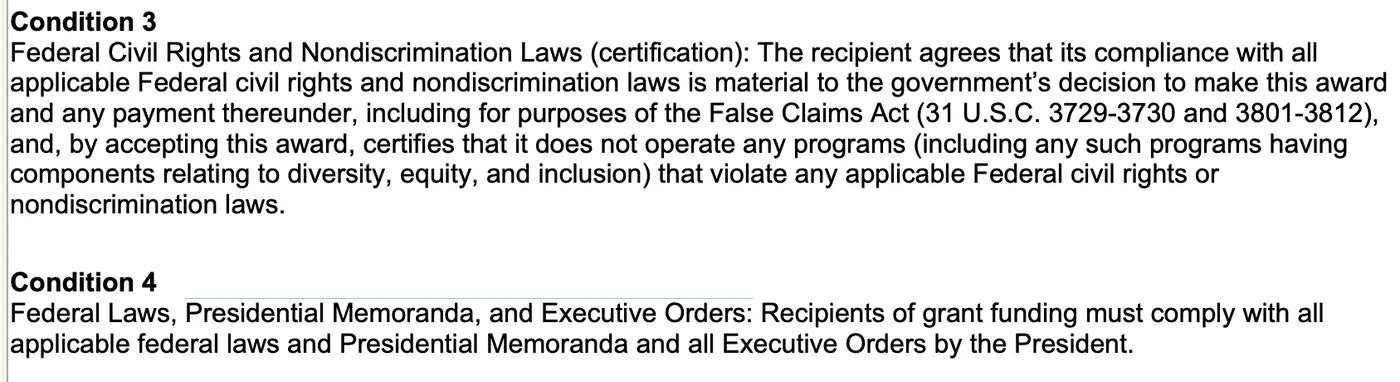 Condition 3
Federal Civil Rights and Nondiscrimination Laws (certification): The recipient agrees that its compliance with all
applicable Federal civil rights and nondiscrimination laws is material to the government’s decision to make this award
and any payment thereunder, including for purposes of the False Claims Act (31 U.S.C. 3729-3730 and 3801-3812),
and, by accepting this award, certifies that it does not operate any programs (including any such programs having
components relating to diversity, equity, and inclusion) that violate any applicable Federal civil rights or
nondiscrimination laws.
Condition 4
Federal Laws, Presidential Memoranda, and Executive Orders: Recipients of grant funding must comply with all
applicable federal laws and Presidential Memoranda and all Executive Orders by the President.